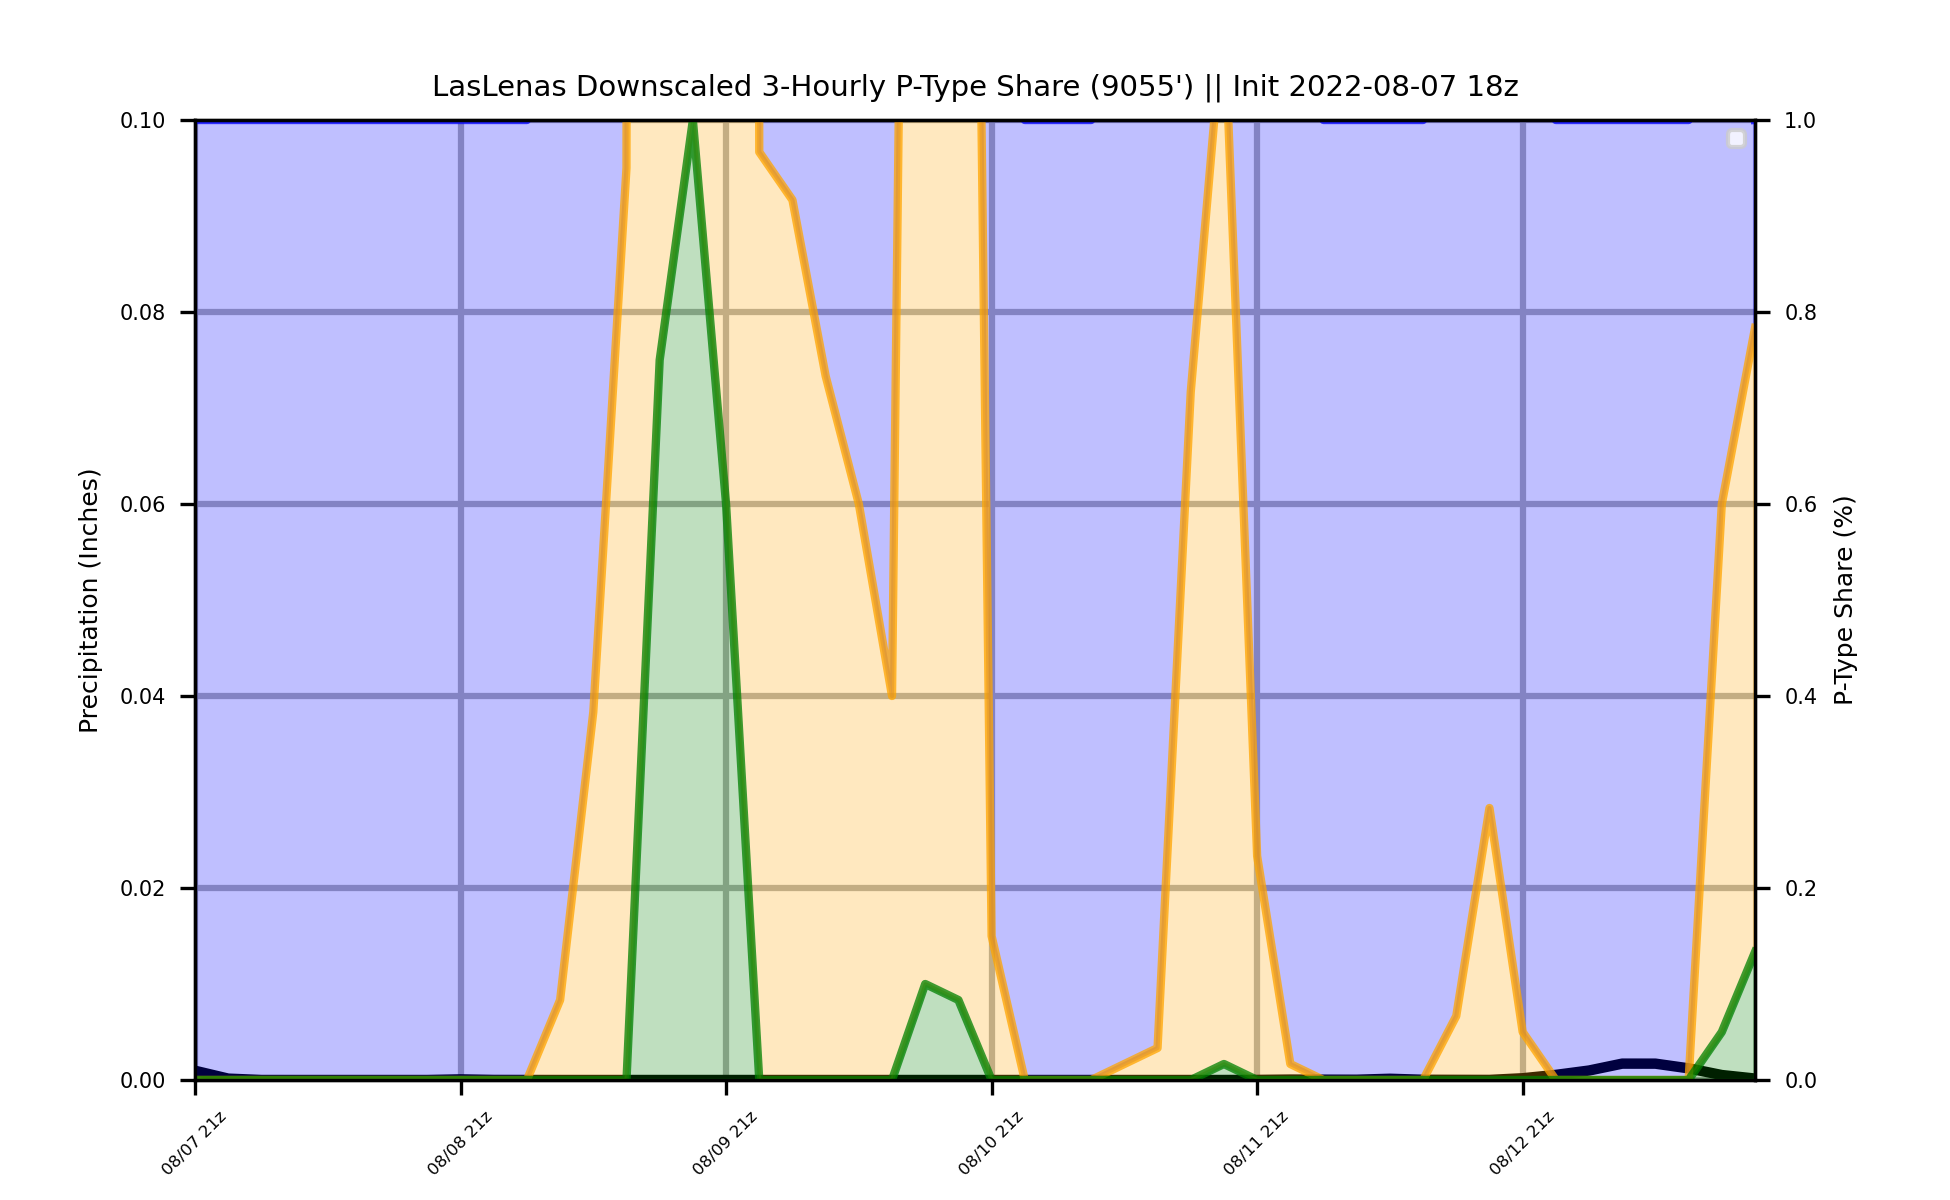 LasLenas Downscaled 3-Hourly P-Type Share (9055') || Init 2022-08-07 18z
0.10
0.08
0.06
0.04
0.02
0.00
Precipitation (Inches)
1.0
0.8
0.6
0.4
0.2
0.0
P-Type Share (%)
08/07 21z
08/08 21z
08/09 21z
08/10 21z
08/11 21z
08/12 21z